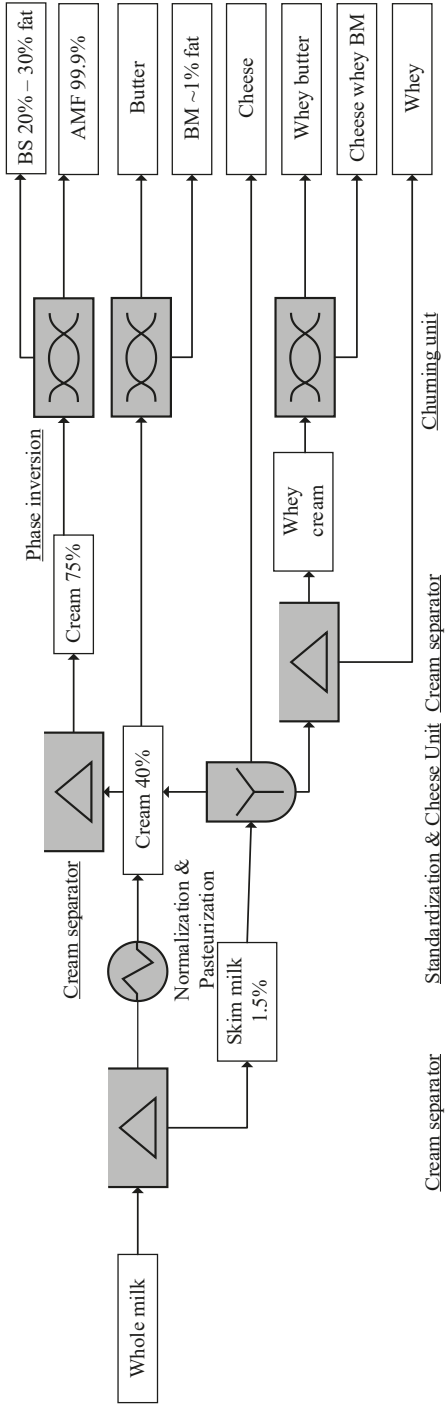 Whole milk
Cream separator
Skim milk
1.5%
Normalization &
Pasteurization
Cream separator
Cream 40%
Standardization & Cheese Unit
Cream 75%
Cream separator
Phase inversion
Whey
cream
Churning unit
BS 20% – 30% fat
AMF 99.9%
Butter
BM ~1% fat
Cheese
Whey butter
Cheese whey BM
Whey